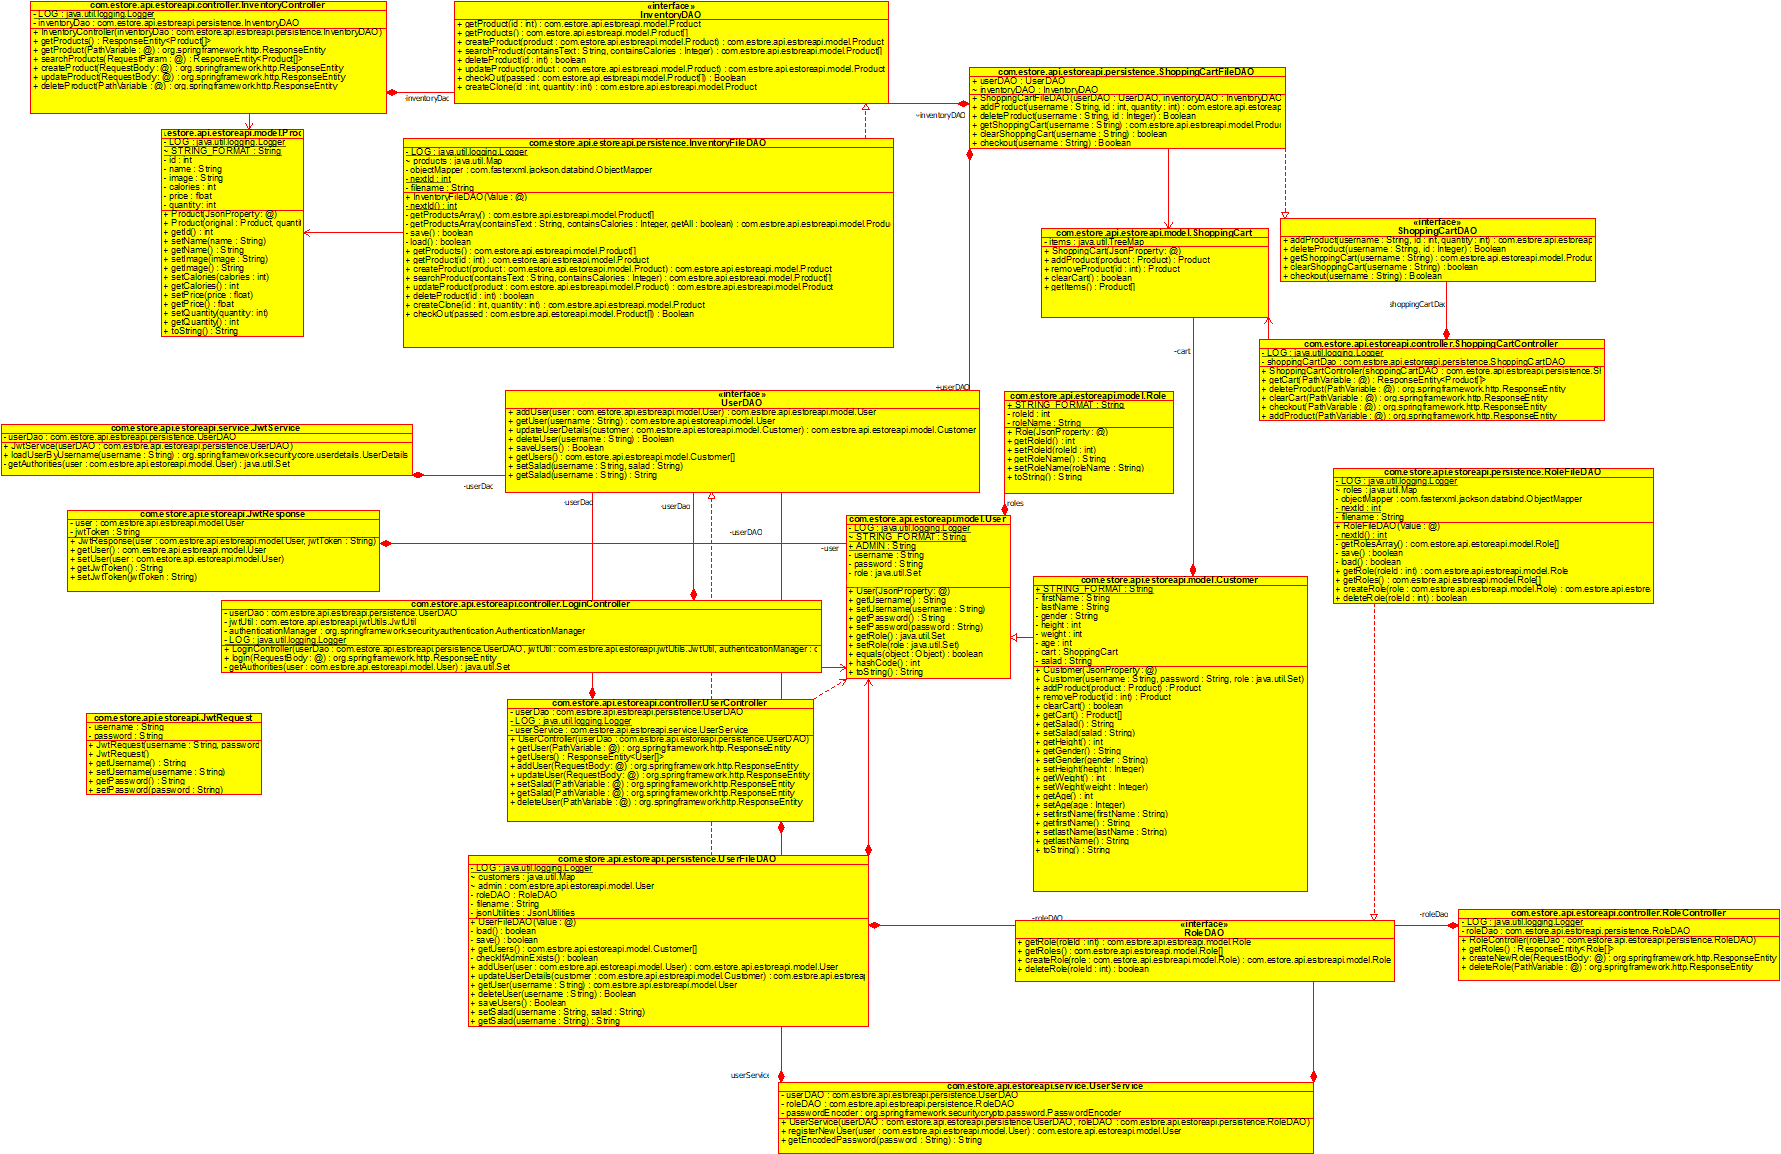 com.estore.api.estoreapi.controller.InventoryController
- LOG : java.util.logging.Logger
- inventoryDao : com.estore.api.estoreapi.persistence.InventoryDAO
+ InventoryController(inventoryDao : com.estore.api.estoreapi.persistence.InventoryDAO)
+ getProducts() : ResponseEntity<Product[]>
+ getProduct(PathVariable : @) : org.springframework.http.ResponseEntity
+ searchProducts(RequestParam : @) : ResponseEntity<Product[]>
+ createProduct(RequestBody : @) : org.springframework.http.ResponseEntity
+ updateProduct(RequestBody : @) : org.springframework.http.ResponseEntity
+ deleteProduct(PathVariable : @) : org.springframework.http.ResponseEntity
-inventoryDao
«interface»
InventoryDAO
+ getProduct(id : int) : com.estore.api.estoreapi.model.Product
+ getProducts() : com.estore.api.estoreapi.model.Product[]
+ createProduct(product : com.estore.api.estoreapi.model.Product) : com.estore.api.estoreapi.model.Product
+ searchProduct(containsText : String, containsCalories : Integer) : com.estore.api.estoreapi.model.Product[]
+ deleteProduct(id : int) : boolean
+ updateProduct(product : com.estore.api.estoreapi.model.Product) : com.estore.api.estoreapi.model.Product
+ checkOut(passed : com.estore.api.estoreapi.model.Product[]) : Boolean
+ createClone(id : int, quantity : int) : com.estore.api.estoreapi.model.Product
~inventoryDAO
com.estore.api.estoreapi.persistence.ShoppingCartFileDAO
+ userDAO : UserDAO
~ inventoryDAO : InventoryDAO
+ ShoppingCartFileDAO(userDAO : UserDAO, inventoryDAO : InventoryDAO
+ addProduct(username : String, id : int, quantity : int) : com.estore.api.estoreap
+ deleteProduct(username : String, id : Integer) : Boolean
+ getShoppingCart(username : String) : com.estore.api.estoreapi.model.Produc
+ clearShoppingCart(username : String) : boolean
+ checkout(username : String) : Boolean
.estore.api.estoreapi.model.Prod
- LOG : java.util.logging.Logger
~ STRING_FORMAT : String
- id : int
- name : String
- image : String
- calories : int
- price : float
- quantity : int
+ Product(JsonProperty : @)
+ Product(original : Product, quanti
+ getId() : int
+ setName(name : String)
+ getName() : String
+ setImage(image : String)
+ getImage() : String
+ setCalories(calories : int)
+ getCalories() : int
+ setPrice(price : float)
+ getPrice() : float
+ setQuantity(quantity : int)
+ getQuantity() : int
+ toString() : String
com.estore.api.estoreapi.persistence.InventoryFileDAO
- LOG : java.util.logging.Logger
~ products : java.util.Map
- objectMapper : com.fasterxml.jackson.databind.ObjectMapper
- nextId : int
- filename : String
+ InventoryFileDAO(Value : @)
- nextId() : int
- getProductsArray() : com.estore.api.estoreapi.model.Product[]
- getProductsArray(containsText : String, containsCalories : Integer, getAll : boolean) : com.estore.api.estoreapi.model.Produ
- save() : boolean
- load() : boolean
+ getProducts() : com.estore.api.estoreapi.model.Product[]
+ getProduct(id : int) : com.estore.api.estoreapi.model.Product
+ createProduct(product : com.estore.api.estoreapi.model.Product) : com.estore.api.estoreapi.model.Product
+ searchProduct(containsText : String, containsCalories : Integer) : com.estore.api.estoreapi.model.Product[]
+ updateProduct(product : com.estore.api.estoreapi.model.Product) : com.estore.api.estoreapi.model.Product
+ deleteProduct(id : int) : boolean
+ createClone(id : int, quantity : int) : com.estore.api.estoreapi.model.Product
+ checkOut(passed : com.estore.api.estoreapi.model.Product[]) : Boolean
com.estore.api.estoreapi.model.ShoppingCart
- items : java.util.TreeMap
+ ShoppingCart(JsonProperty : @)
+ addProduct(product : Product) : Product
+ removeProduct(id : int) : Product
+ clearCart() : boolean
+ getItems() : Product[]
-cart
«interface»
ShoppingCartDAO
+ addProduct(username : String, id : int, quantity : int) : com.estore.api.estoreap
+ deleteProduct(username : String, id : Integer) : Boolean
+ getShoppingCart(username : String) : com.estore.api.estoreapi.model.Produc
+ clearShoppingCart(username : String) : boolean
+ checkout(username : String) : Boolean
shoppingCartDao
com.estore.api.estoreapi.controller.ShoppingCartController
- LOG : java.util.logging.Logger
- shoppingCartDao : com.estore.api.estoreapi.persistence.ShoppingCartDAO
+ ShoppingCartController(shoppingCartDAO : com.estore.api.estoreapi.persistence.Sl
+ getCart(PathVariable : @) : ResponseEntity<Product[]>
+ deleteProduct(PathVariable : @) : org.springframework.http.ResponseEntity
+ clearCart(PathVariable : @) : org.springframework.http.ResponseEntity
+ checkout(PathVariable : @) : org.springframework.http.ResponseEntity
+ addProduct(PathVariable : @) : org.springframework.http.ResponseEntity
+userDAO
«interface»
UserDAO
+ addUser(user : com.estore.api.estoreapi.model.User) : com.estore.api.estoreapi.model.User
+ getUser(username : String) : com.estore.api.estoreapi.model.User
+ updateUserDetails(customer : com.estore.api.estoreapi.model.Customer) : com.estore.api.estoreapi.model.Customer
+ deleteUser(username : String) : Boolean
+ saveUsers() : Boolean
+ getUsers() : com.estore.api.estoreapi.model.Customer[]
+ setSalad(username : String, salad : String)
+ getSalad(username : String) : String
com.estore.api.estoreapi.model.Role
+ STRING_FORMAT : String
- roleId : int
- roleName : String
+ Role(JsonProperty : @)
+ getRoleId() : int
+ setRoleId(roleId : int)
+ getRoleName() : String
+ setRoleName(roleName : String)
+ toString() : String
roles
com.estore.api.estoreapi.service.JwtService
- userDao : com.estore.api.estoreapi.persistence.UserDAO
+ JwtService(userDAO : com.estore.api.estoreapi.persistence.UserDAO)
+ loadUserByUsername(username : String) : org.springframework.security.core.userdetails.UserDetails
- getAuthorities(user : com.estore.api.estoreapi.model.User) : java.util.Set
-userDao
-userDao
-userDao
-userDAO
-user
com.estore.api.estoreapi.persistence.RoleFileDAO
- LOG : java.util.logging.Logger
~ roles : java.util.Map
- objectMapper : com.fasterxml.jackson.databind.ObjectMapper
- nextId : int
- filename : String
+ RoleFileDAO(Value : @)
- nextId() : int
- getRolesArray() : com.estore.api.estoreapi.model.Role[]
- save() : boolean
- load() : boolean
+ getRole(roleId : int) : com.estore.api.estoreapi.model.Role
+ getRoles() : com.estore.api.estoreapi.model.Role[]
+ createRole(role : com.estore.api.estoreapi.model.Role) : com.estore.api.estorea
+ deleteRole(roleId : int) : boolean
com.estore.api.estoreapi.JwtResponse
- user : com.estore.api.estoreapi.model.User
- jwtToken : String
+ JwtResponse(user : com.estore.api.estoreapi.model.User, jwtToken : String)
+ getUser() : com.estore.api.estoreapi.model.User
+ setUser(user : com.estore.api.estoreapi.model.User)
+ getJwtToken() : String
+ setJwtToken(jwtToken : String)
com.estore.api.estoreapi.model.User
- LOG : java.util.logging.Logger
~ STRING_FORMAT : String
+ ADMIN : String
- username : String
- password : String
- role : java.util.Set
+ User(JsonProperty : @)
+ getUsername() : String
+ setUsername(username : String)
+ getPassword() : String
+ setPassword(password : String)
+ getRole() : java.util.Set
+ setRole(role : java.util.Set)
+ equals(object : Object) : boolean
+ hashCode() : int
+ toString() : String
com.estore.api.estoreapi.model.Customer
+ STRING_FORMAT : String
- firstName : String
- lastName : String
- gender : String
- height : int
- weight : int
- age : int
- cart : ShoppingCart
- salad : String
+ Customer(JsonProperty : @)
+ Customer(username : String, password : String, role : java.util.Set)
+ addProduct(product : Product) : Product
+ removeProduct(id : int) : Product
+ clearCart() : boolean
+ getCart() : Product[]
+ getSalad() : String
+ setSalad(salad : String)
+ getHeight() : int
+ getGender() : String
+ setGender(gender : String)
+ setHeight(height : Integer)
+ getWeight() : int
+ setWeight(weight : Integer)
+ getAge() : int
+ setAge(age : Integer)
+ setfirstName(firstName : String)
+ getfirstName() : String
+ setlastName(lastName : String)
+ getlastName() : String
+ toString() : String
com.estore.api.estoreapi.controller.LoginController
- userDao : com.estore.api.estoreapi.persistence.UserDAO
- jwtUtil : com.estore.api.estoreapi.jwtUtils.JwtUtil
- authenticationManager : org.springframework.security.authentication.AuthenticationManager
- LOG : java.util.logging.Logger
+ LoginController(userDao : com.estore.api.estoreapi.persistence.UserDAO, jwtUtil : com.estore.api.estoreapi.jwtUtils.JwtUtil, authenticationManager : c
+ login(RequestBody : @) : org.springframework.http.ResponseEntity
- getAuthorities(user : com.estore.api.estoreapi.model.User) : java.util.Set
com.estore.api.estoreapi.JwtRequest
- username : String
- password : String
+ JwtRequest(username : String, password
+ JwtRequest()
+ getUsername() : String
+ setUsername(username : String)
+ getPassword() : String
+ setPassword(password : String)
com.estore.api.estoreapi.controller.UserController
- userDao : com.estore.api.estoreapi.persistence.UserDAO
- LOG : java.util.logging.Logger
- userService : com.estore.api.estoreapi.service.UserService
+ UserController(userDao : com.estore.api.estoreapi.persistence.UserDAO)
+ getUser(PathVariable : @) : org.springframework.http.ResponseEntity
+ getUsers() : ResponseEntity<User[]>
+ addUser(RequestBody : @) : org.springframework.http.ResponseEntity
+ updateUser(RequestBody : @) : org.springframework.http.ResponseEntity
+ setSalad(PathVariable : @) : org.springframework.http.ResponseEntity
+ getSalad(PathVariable : @) : org.springframework.http.ResponseEntity
+ deleteUser(PathVariable : @) : org.springframework.http.ResponseEntity
com.estore.api.estoreapi.persistence.UserFileDAO
- LOG : java.util.logging.Logger
~ customers : java.util.Map
~ admin : com.estore.api.estoreapi.model.User
- roleDAO : RoleDAO
- filename : String
- jsonUtilities : JsonUtilities
+ UserFileDAO(Value : @)
- load() : boolean
- save() : boolean
+ getUsers() : com.estore.api.estoreapi.model.Customer[]
- checkIfAdminExists() : boolean
+ addUser(user : com.estore.api.estoreapi.model.User) : com.estore.api.estoreapi.model.User
+ updateUserDetails(customer : com.estore.api.estoreapi.model.Customer) : com.estore.api.estoreap
+ getUser(username : String) : com.estore.api.estoreapi.model.User
+ deleteUser(username : String) : Boolean
+ saveUsers() : Boolean
+ setSalad(username : String, salad : String)
+ getSalad(username : String) : String
-roleDAO
«interface»
RoleDAO
+ getRole(roleId : int) : com.estore.api.estoreapi.model.Role
+ getRoles() : com.estore.api.estoreapi.model.Role[]
+ createRole(role : com.estore.api.estoreapi.model.Role) : com.estore.api.estoreapi.model.Role
+ deleteRole(roleId : int) : boolean
-roleDao
com.estore.api.estoreapi.controller.RoleController
- LOG : java.util.logging.Logger
- roleDao : com.estore.api.estoreapi.persistence.RoleDAO
+ RoleController(roleDao : com.estore.api.estoreapi.persistence.RoleDAO)
+ getRoles() : ResponseEntity<Role[]>
+ createNewRole(RequestBody : @) : org.springframework.http.ResponseEntity
+ deleteRole(PathVariable : @) : org.springframework.http.ResponseEntity
userService
com.estore.api.estoreapi.service.UserService
- userDAO : com.estore.api.estoreapi.persistence.UserDAO
- roleDAO : com.estore.api.estoreapi.persistence.RoleDAO
- passwordEncoder : org.springframework.security.crypto.password.PasswordEncoder
+ UserService(userDAO : com.estore.api.estoreapi.persistence.UserDAO, roleDAO : com.estore.api.estoreapi.persistence.RoleDAO)
+ registerNewUser(user : com.estore.api.estoreapi.model.User) : com.estore.api.estoreapi.model.User
+ getEncodedPassword(password : String) : String